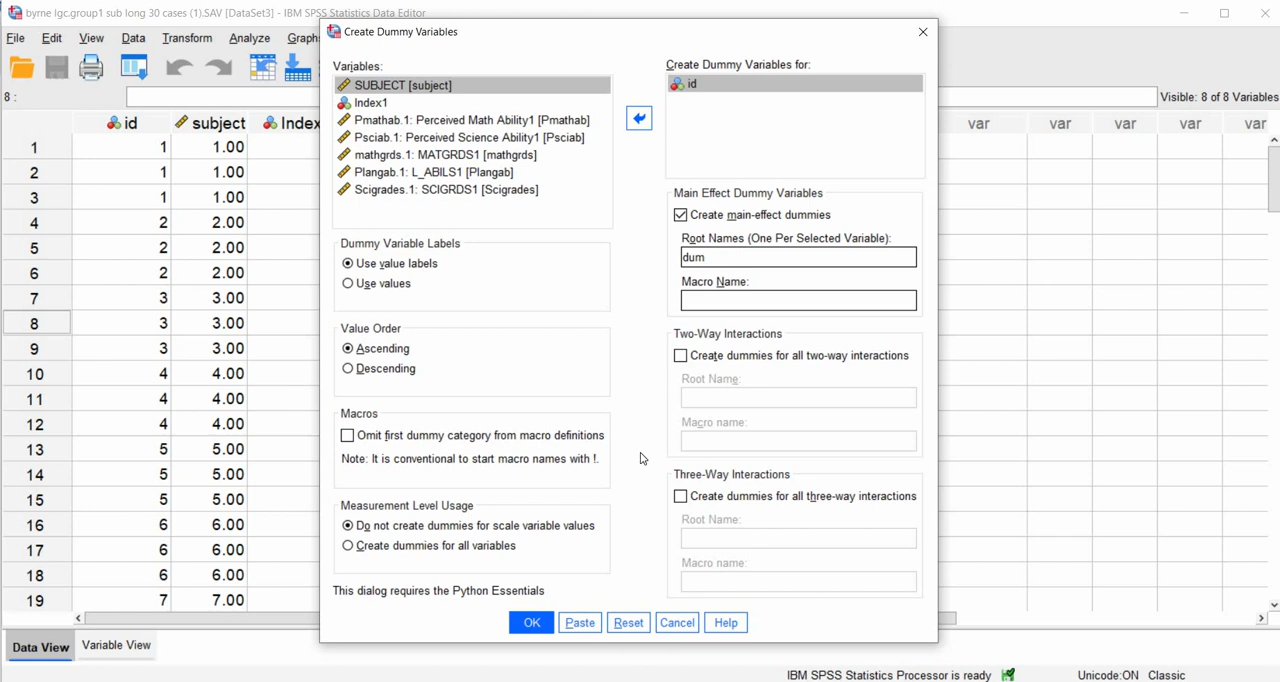 byrne lgc.group1 sub long 30 cases (1).SAV [DataSet3] - IBM SPSS Statistics Data Editor
File Edit View Data Transform Analyze Graphs
8 :
Visible: 8 of 8 Variables
id subject Index var var var var var
1 1 1.00
2 1 1.00
3 1 1.00
4 2 2.00
5 2 2.00
6 2 2.00
7 3 3.00
8 3 3.00
9 3 3.00
10 4 4.00
11 4 4.00
12 4 4.00
13 5 5.00
14 5 5.00
15 5 5.00
16 6 6.00
17 6 6.00
18 6 6.00
19 7 7.00
Data View Variable View
Create Dummy Variables
Variables:
SUBJECT [subject]
Index1
Pmathab.1: Perceived Math Ability1 [Pmathab]
Psciab.1: Perceived Science Ability1 [Psciab]
mathgrds.1: MATGRDS1 [mathgrds]
Plangab.1: L_ABILS1 [Plangab]
Scigrades.1: SCIGRDS1 [Scigrades]
Dummy Variable Labels
Use value labels
Use values
Value Order
Ascending
Descending
Macros
Omit first dummy category from macro definitions
Note: It is conventional to start macro names with !.
Measurement Level Usage
Do not create dummies for scale variable values
Create dummies for all variables
This dialog requires the Python Essentials
Create Dummy Variables for:
id
Main Effect Dummy Variables
Create main-effect dummies
Root Names (One Per Selected Variable):
dum
Macro Name:
Two-Way Interactions
Create dummies for all two-way interactions
Root Name:
Macro name:
Three-Way Interactions
Create dummies for all three-way interactions
Root Name:
Macro name:
OK Paste Reset Cancel Help
IBM SPSS Statistics Processor is ready Unicode:ON Classic